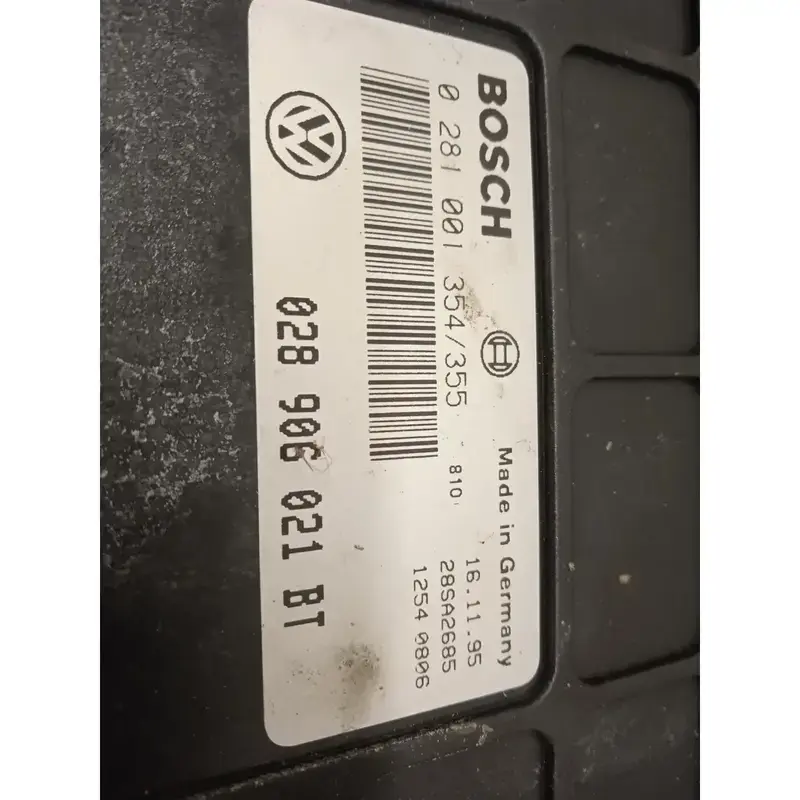 BOSCH
Made in Germany
0 281 001 354/355
810
16.11.95
28SA2685
1254 0806
VW
028 906 021 BT